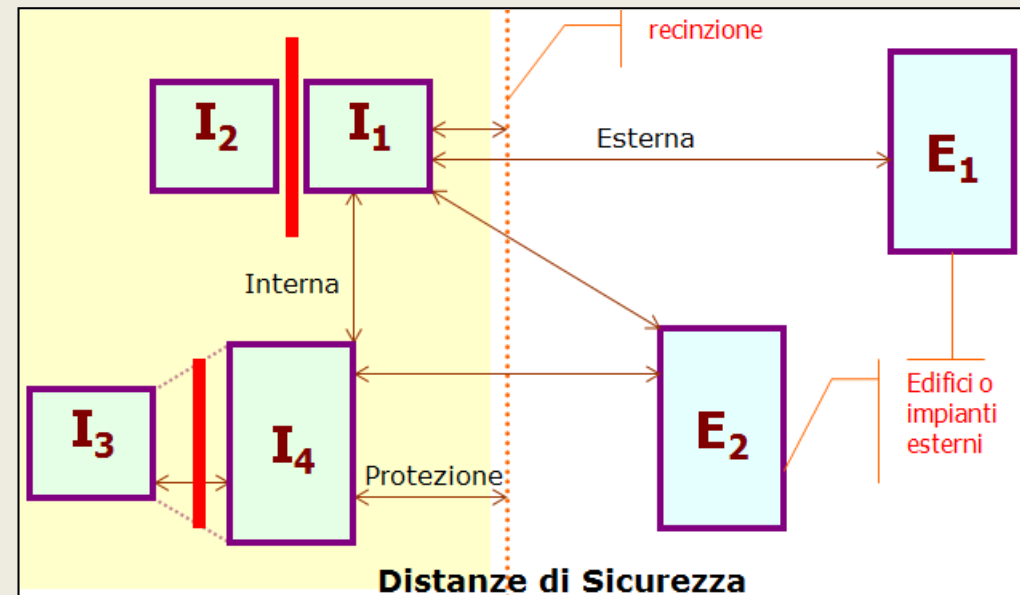 recinzione
I2
I1
Esterna
E1
Interna
I3
I4
E2
Edifici o
impianti
esterni
Protezione
Distanze di Sicurezza